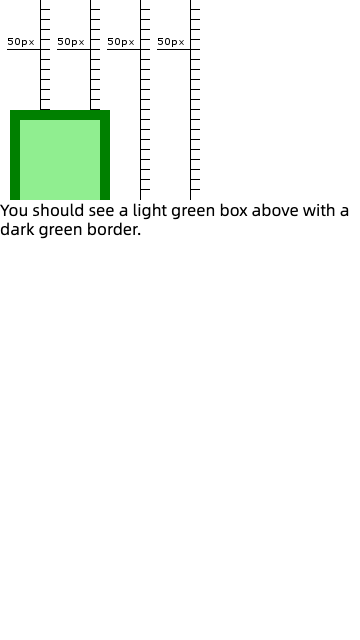 50px 50px 50px 50px
You should see a light green box above with a
dark green border.